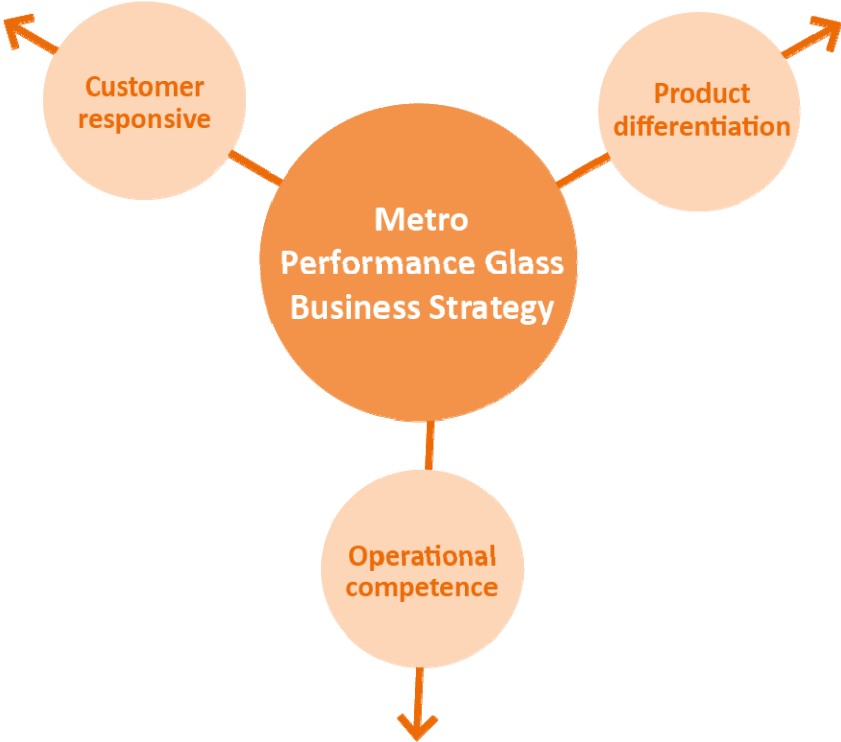 Customer
responsive
Product
differentiation
Metro
Performance Glass
Business Strategy
Operational
competence